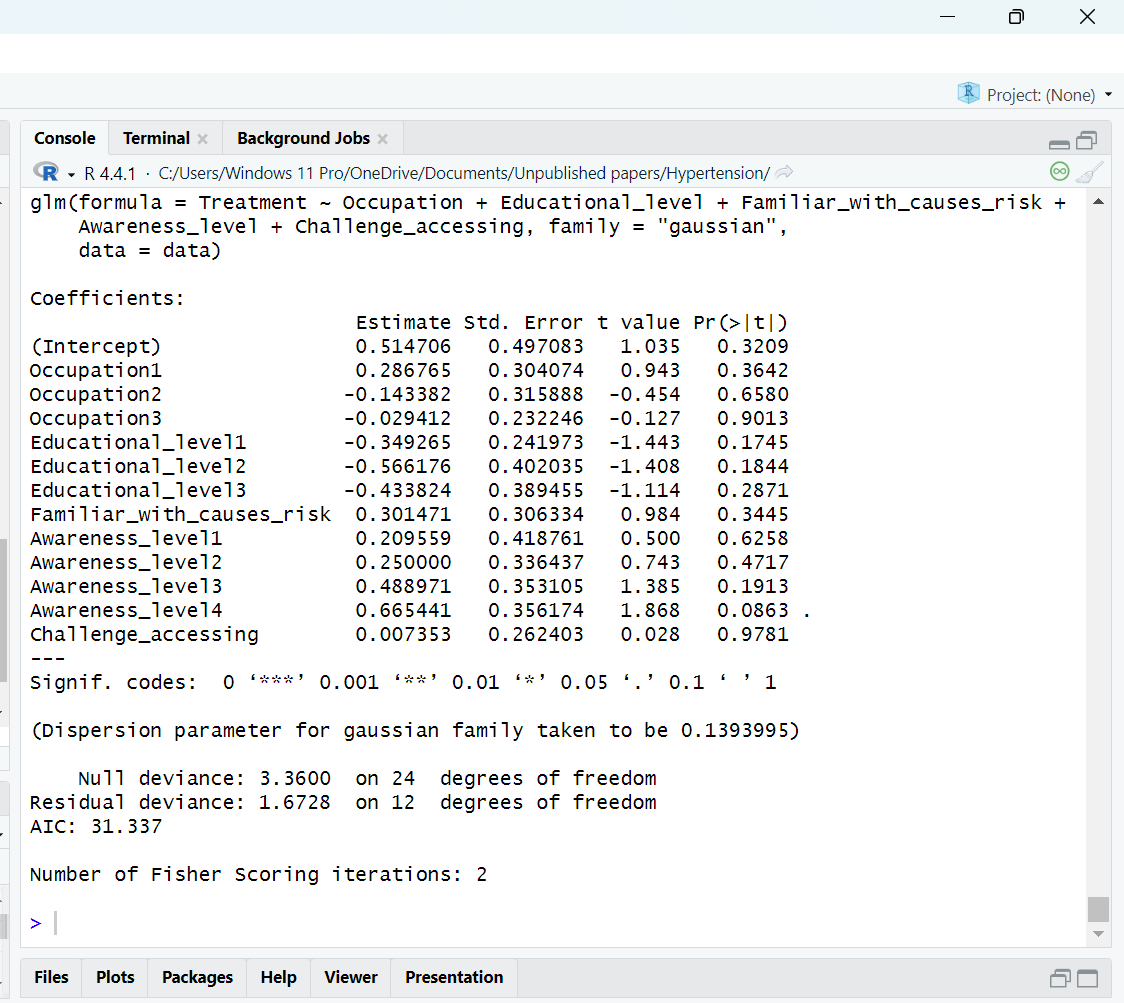 Project: (None)
Console Terminal Background Jobs
R R 4.4.1 · C:/Users/Windows 11 Pro/OneDrive/Documents/Unpublished papers/Hypertension/
glm(formula = Treatment ~ Occupation + Educational_level + Familiar_with_causes_risk +
    Awareness_level + Challenge_accessing, family = "gaussian",
    data = data)
Coefficients:
                           Estimate Std. Error t value Pr(>|t|)
(Intercept)                0.514706   0.497083   1.035   0.3209
Occupation1                0.286765   0.304074   0.943   0.3642
Occupation2               -0.143382   0.315888  -0.454   0.6580
Occupation3               -0.029412   0.232246  -0.127   0.9013
Educational_level1        -0.349265   0.241973  -1.443   0.1745
Educational_level2        -0.566176   0.402035  -1.408   0.1844
Educational_level3        -0.433824   0.389455  -1.114   0.2871
Familiar_with_causes_risk  0.301471   0.306334   0.984   0.3445
Awareness_level1           0.209559   0.418761   0.500   0.6258
Awareness_level2           0.250000   0.336437   0.743   0.4717
Awareness_level3           0.488971   0.353105   1.385   0.1913
Awareness_level4           0.665441   0.356174   1.868   0.0863 .
Challenge_accessing        0.007353   0.262403   0.028   0.9781
---
Signif. codes:  0 ‘***’ 0.001 ‘**’ 0.01 ‘*’ 0.05 ‘.’ 0.1 ‘ ’ 1
(Dispersion parameter for gaussian family taken to be 0.1393995)
    Null deviance: 3.3600  on 24  degrees of freedom
Residual deviance: 1.6728  on 12  degrees of freedom
AIC: 31.337
Number of Fisher Scoring iterations: 2
>
Files Plots Packages Help Viewer Presentation